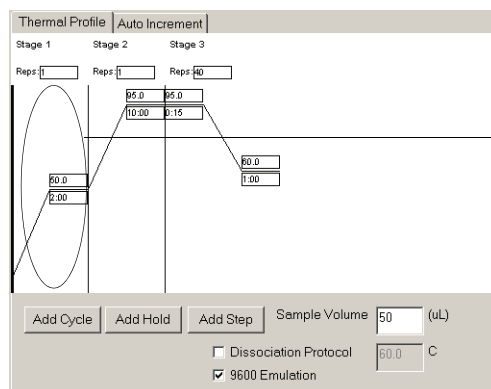 Thermal Profile Auto Increment
Stage 1 Stage 2 Stage 3
Reps: 1 Reps: 1 Reps: 40
95.0 95.0
10:00 0:15
60.0
1:00
50.0
2:00
Add Cycle Add Hold Add Step Sample Volume 50 (uL)
Dissociation Protocol 60.0 C
9600 Emulation